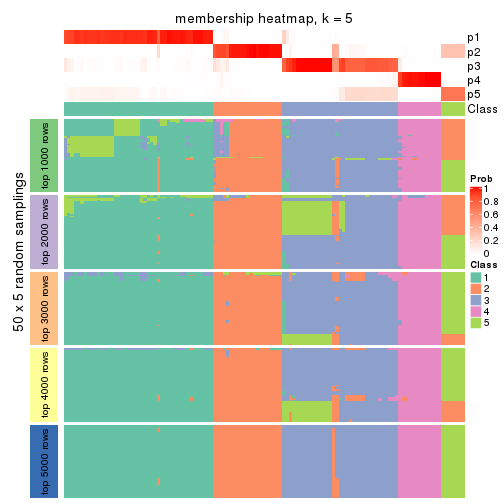 membership heatmap, k = 5
p1
p2
p3
p4
p5
Class
50 x 5 random samplings
top 1000 rows
top 2000 rows
top 3000 rows
top 4000 rows
top 5000 rows
Prob
1
0.8
0.6
0.4
0.2
0
Class
1
2
3
4
5